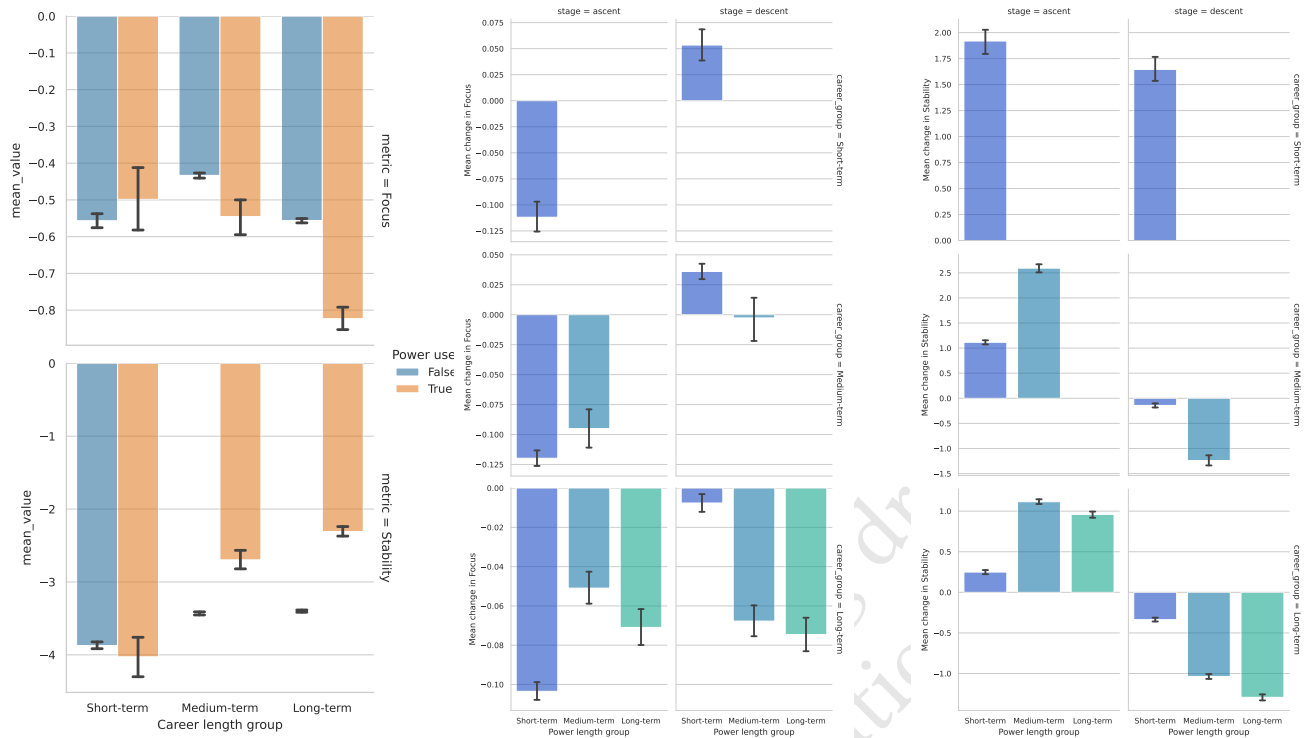 0.0
−0.1
−0.2
−0.3
−0.4
−0.5
−0.6
−0.7
−0.8
mean_value
metric = Focus
0
−1
−2
−3
−4
mean_value
metric = Stability
Short-term Medium-term Long-term
Career length group
Power use
False
True
stage = ascent stage = descent
0.075
0.050
0.025
0.000
−0.025
−0.050
−0.075
−0.100
−0.125
Mean change in Focus
career_group = Short-term
0.050
0.025
0.000
−0.025
−0.050
−0.075
−0.100
−0.125
Mean change in Focus
career_group = Medium-term
0.00
−0.02
−0.04
−0.06
−0.08
−0.10
Mean change in Focus
career_group = Long-term
Short-term Medium-term Long-term Short-term Medium-term Long-term
Power length group Power length group
stage = ascent stage = descent
2.00
1.75
1.50
1.25
1.00
0.75
0.50
0.25
0.00
Mean change in Stability
career_group = Short-term
2.5
2.0
1.5
1.0
0.5
0.0
−0.5
−1.0
−1.5
Mean change in Stability
career_group = Medium-term
1.0
0.5
0.0
−0.5
−1.0
Mean change in Stability
career_group = Long-term
Short-term Medium-term Long-term Short-term Medium-term Long-term
Power length group Power length group